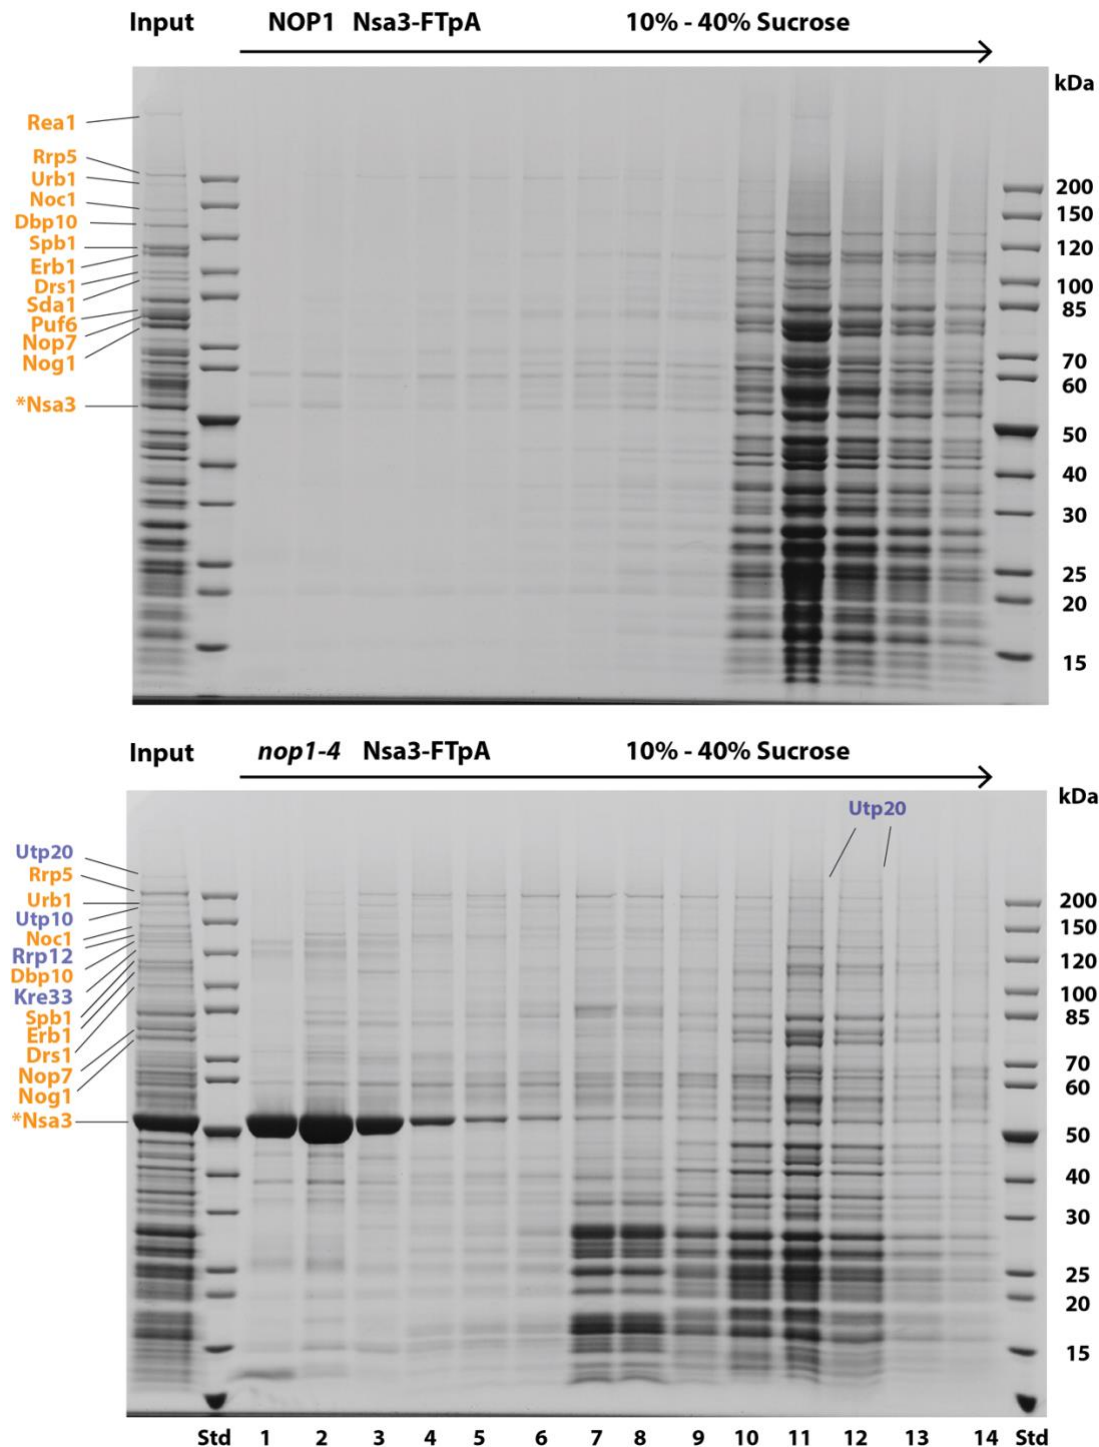 Input NOP1 Nsa3-FTpA 10% - 40% Sucrose
kDa
Rea1
Rrp5
Urb1
Noc1
Dbp10
Spb1
Erb1
Drs1
Sda1
Puf6
Nop7
Nog1
*Nsa3
200
150
120
100
85
70
60
50
40
30
25
20
15
Input nop1-4 Nsa3-FTpA 10% - 40% Sucrose
kDa
Utp20
Utp20
Rrp5
Urb1
Utp10
Noc1
Rrp12
Dbp10
Kre33
Spb1
Erb1
Drs1
Nop7
Nog1
*Nsa3
200
150
120
100
85
70
60
50
40
30
25
20
15
Std 1 2 3 4 5 6 7 8 9 10 11 12 13 14 Std